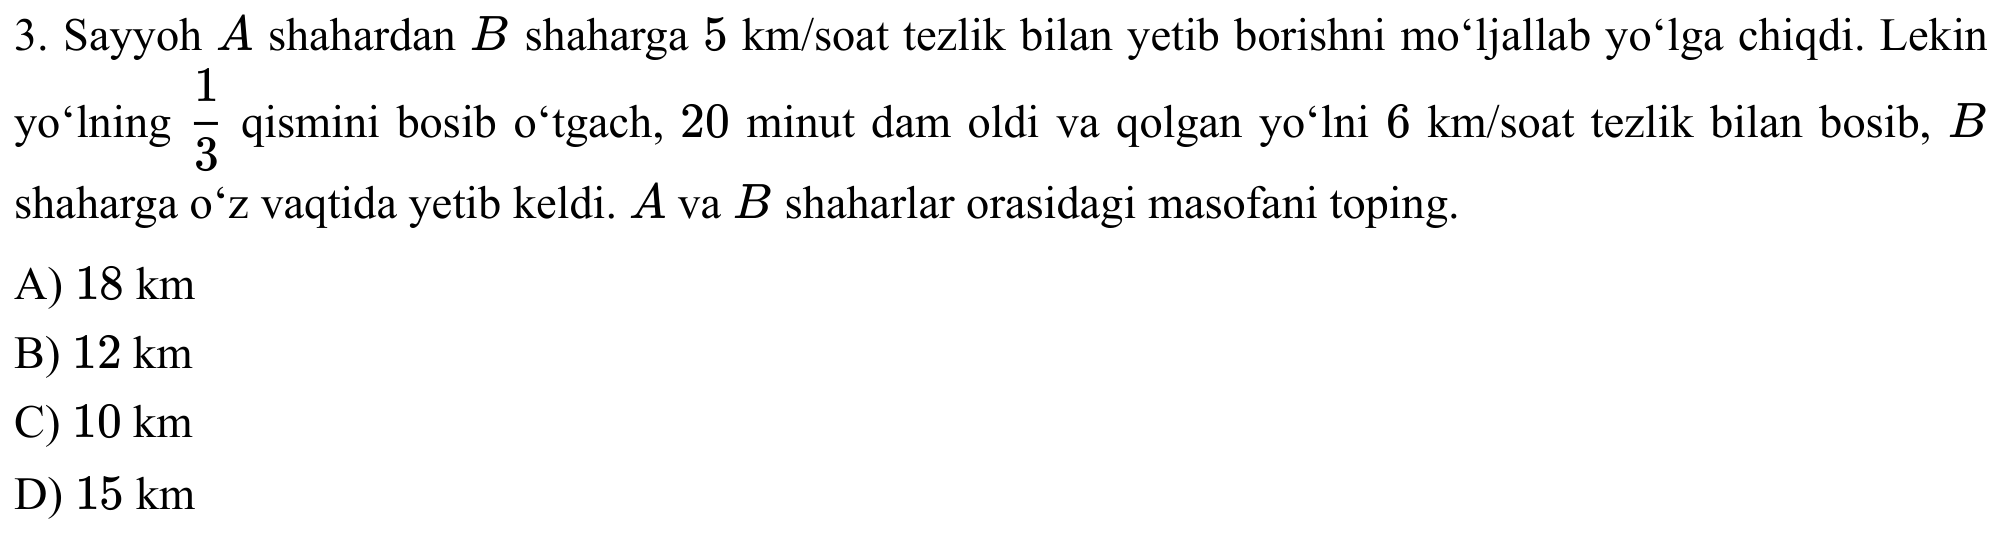 3. Sayyoh A shahardan B shaharga 5 km/soat tezlik bilan yetib borishni mo‘ljallab yo‘lga chiqdi. Lekin
yo‘lning 1/3 qismini bosib o‘tgach, 20 minut dam oldi va qolgan yo‘lni 6 km/soat tezlik bilan bosib, B
shaharga o‘z vaqtida yetib keldi. A va B shaharlar orasidagi masofani toping.
A) 18 km
B) 12 km
C) 10 km
D) 15 km